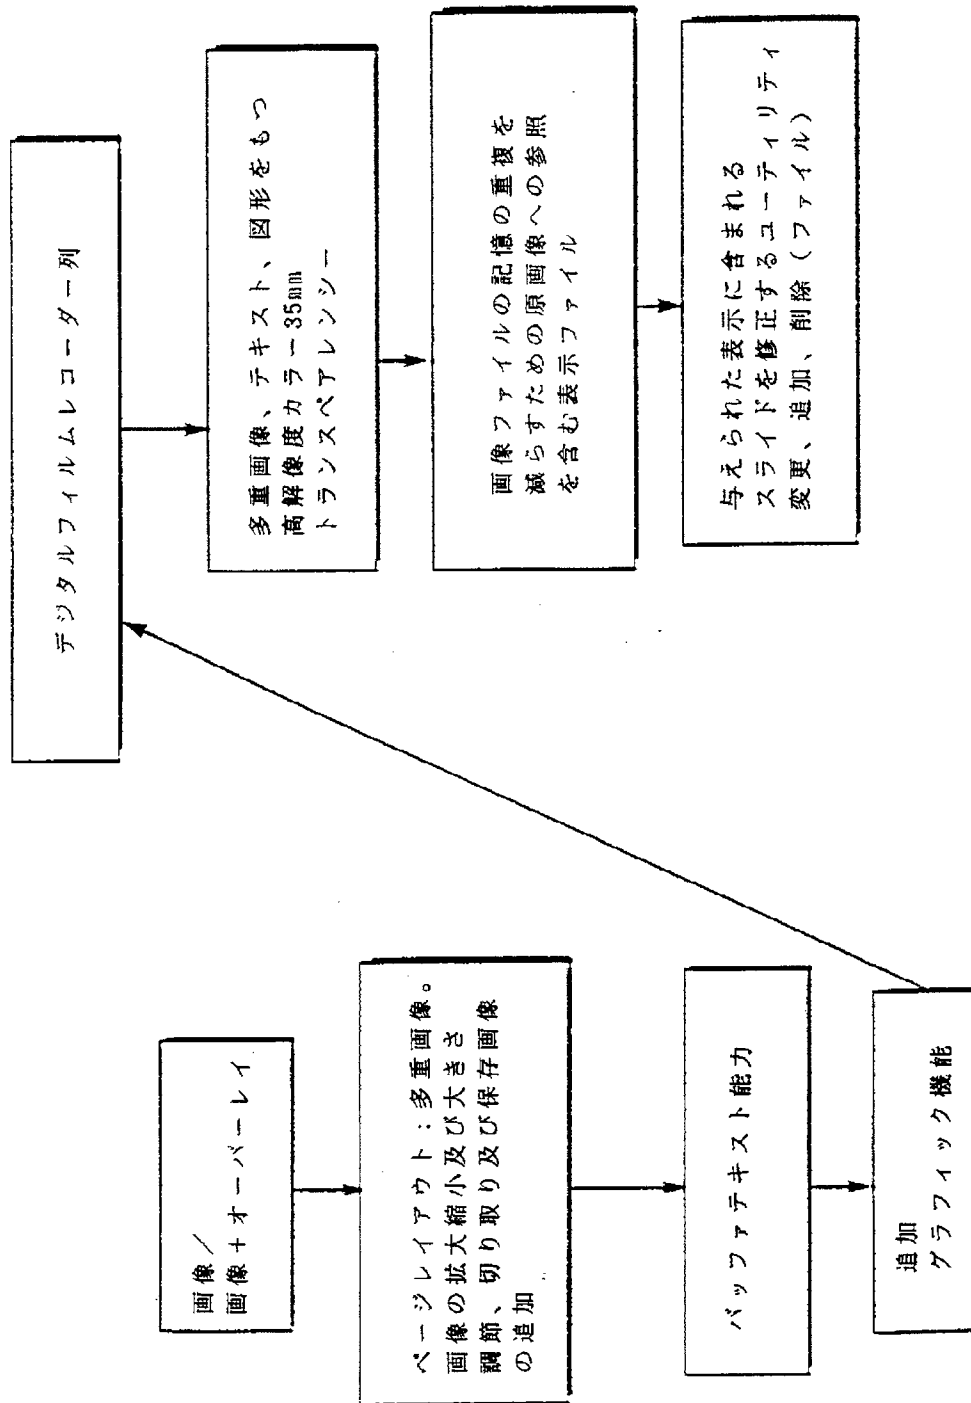 画像/
画像+オーバーレイ
ページレイアウト:多重画像。
画像の拡大縮小及び大きさ
調節、切り取り及び保存画像
の追加
バッファテキスト能力
追加
グラフィック機能
デジタルフィルムレコーダー列
多重画像、テキスト、図形をもつ
高解像度カラー35mm
トランスペアレンシー
画像ファイルの記憶の重複を
減らすための原画像への参照
を含む表示ファイル
与えられた表示に含まれる
スライドを修正するユーティリティ
変更、追加、削除(ファイル)